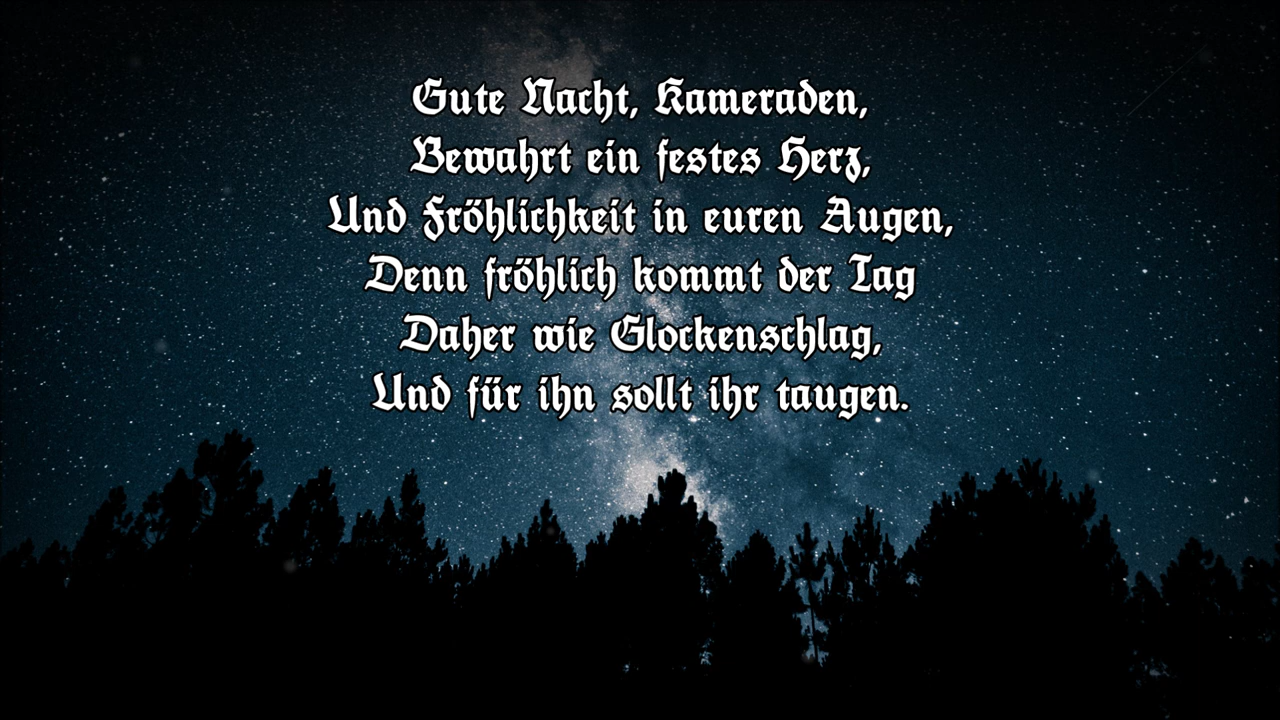 Gute Nacht, Kameraden,
Bewahrt ein festes Herz,
Und Fröhlichkeit in euren Augen,
Denn fröhlich kommt der Tag
Daher wie Glockenschlag,
Und für ihn sollt ihr taugen.